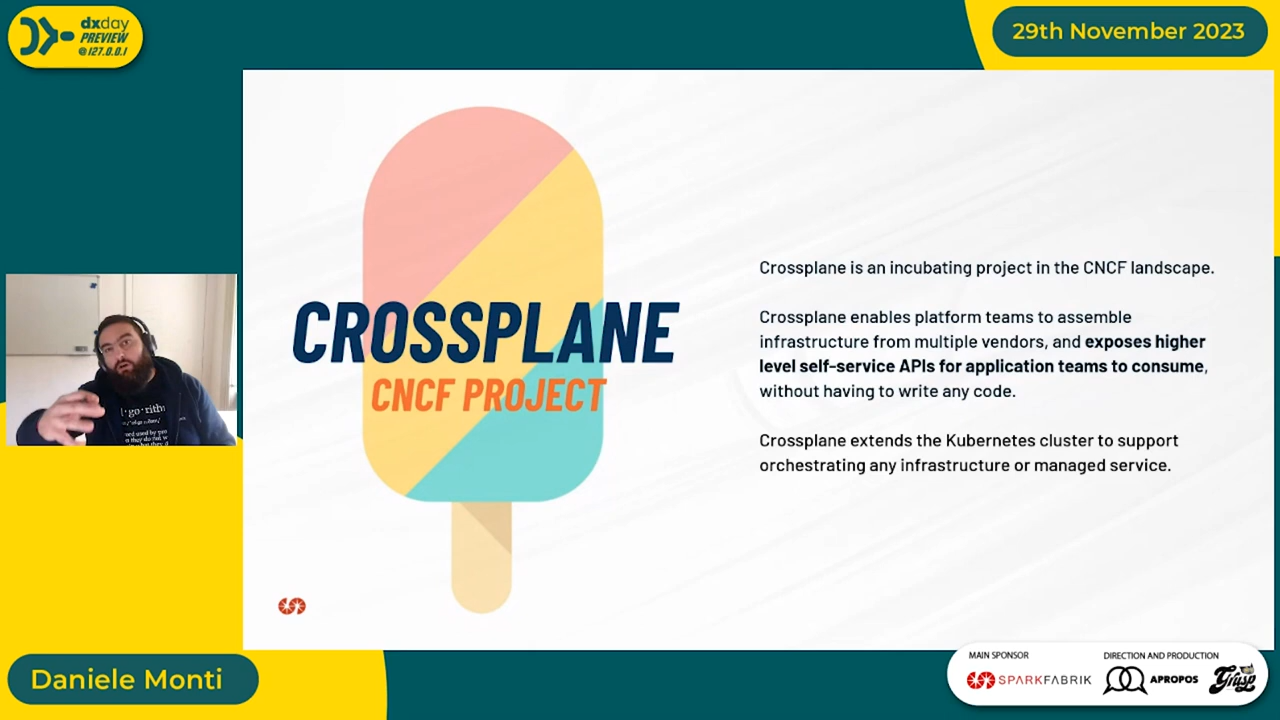 dxday
PREVIEW
@127.0.0.1
29th November 2023
CROSSPLANE
CNCF PROJECT
Crossplane is an incubating project in the CNCF landscape.
Crossplane enables platform teams to assemble
infrastructure from multiple vendors, and exposes higher
level self-service APIs for application teams to consume,
without having to write any code.
Crossplane extends the Kubernetes cluster to support
orchestrating any infrastructure or managed service.
Daniele Monti
MAIN SPONSOR
SPARKFABRIK
DIRECTION AND PRODUCTION
APROPOS
Grusp